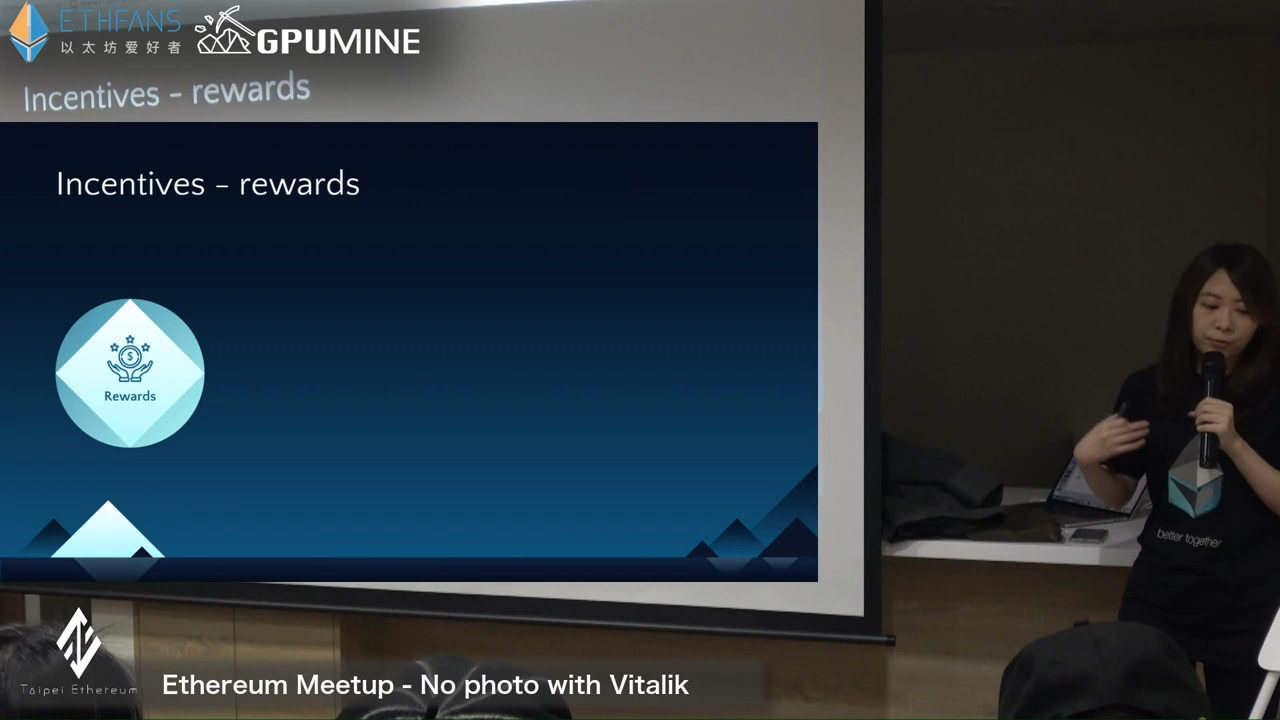 ETHFANS
以太坊爱好者
GPUMINE
Incentives - rewards
Incentives - rewards
$
Rewards
better together
Taipei Ethereum
Ethereum Meetup - No photo with Vitalik